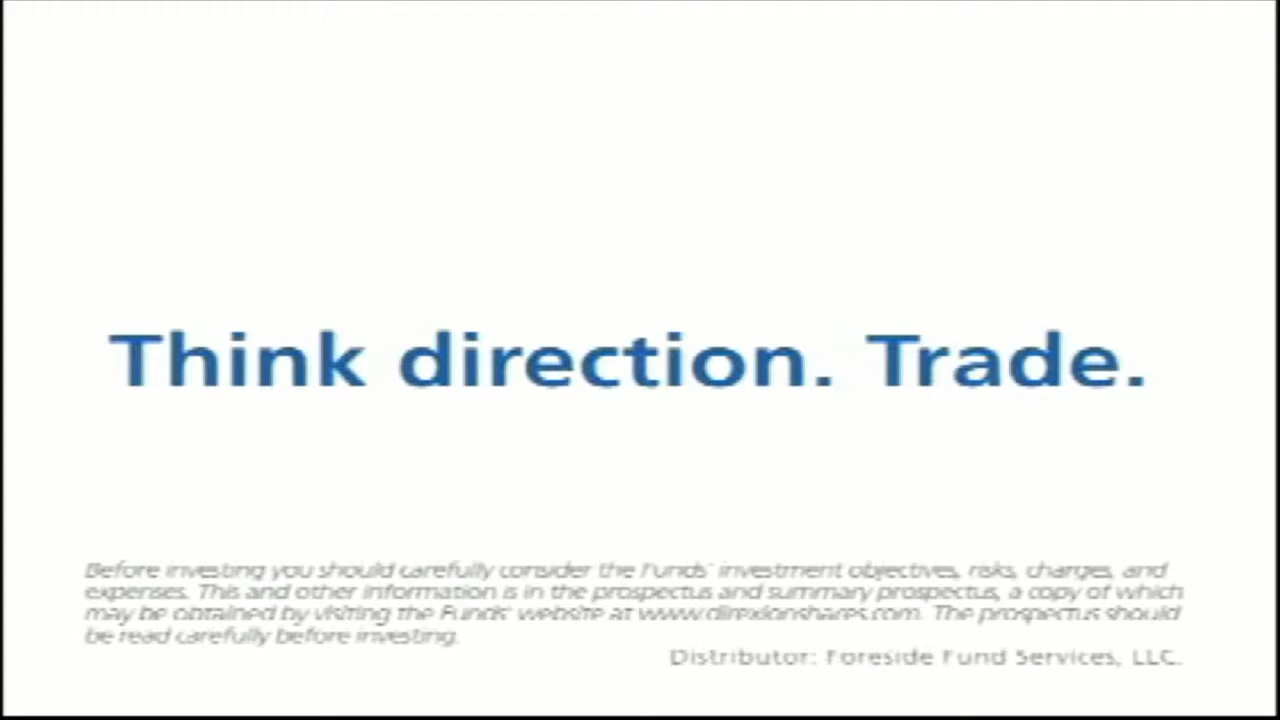 Think direction. Trade.
Before investing you should carefully consider the Funds' investment objectives, risks, charges, and
expenses. This and other information is in the prospectus and summary prospectus, a copy of which
may be obtained by visiting the Funds' website at www.direxionshares.com. The prospectus should
be read carefully before investing.
Distributor: Foreside Fund Services, LLC.